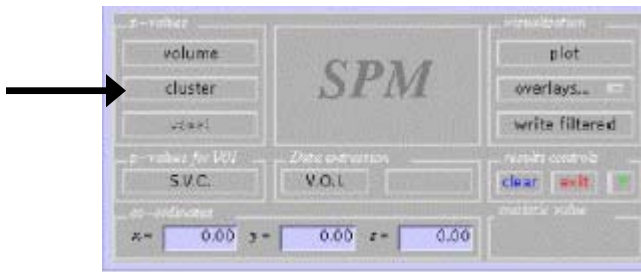 p-values
visualization
volume
plot
cluster
SPM
overlays...
voxel
write filtered
p-values for VOI
Data extraction
results controls
S.V.C.
V.O.I.
clear
exit
?
co-ordinates
statistic value
x =
0.00
y =
0.00
z =
0.00